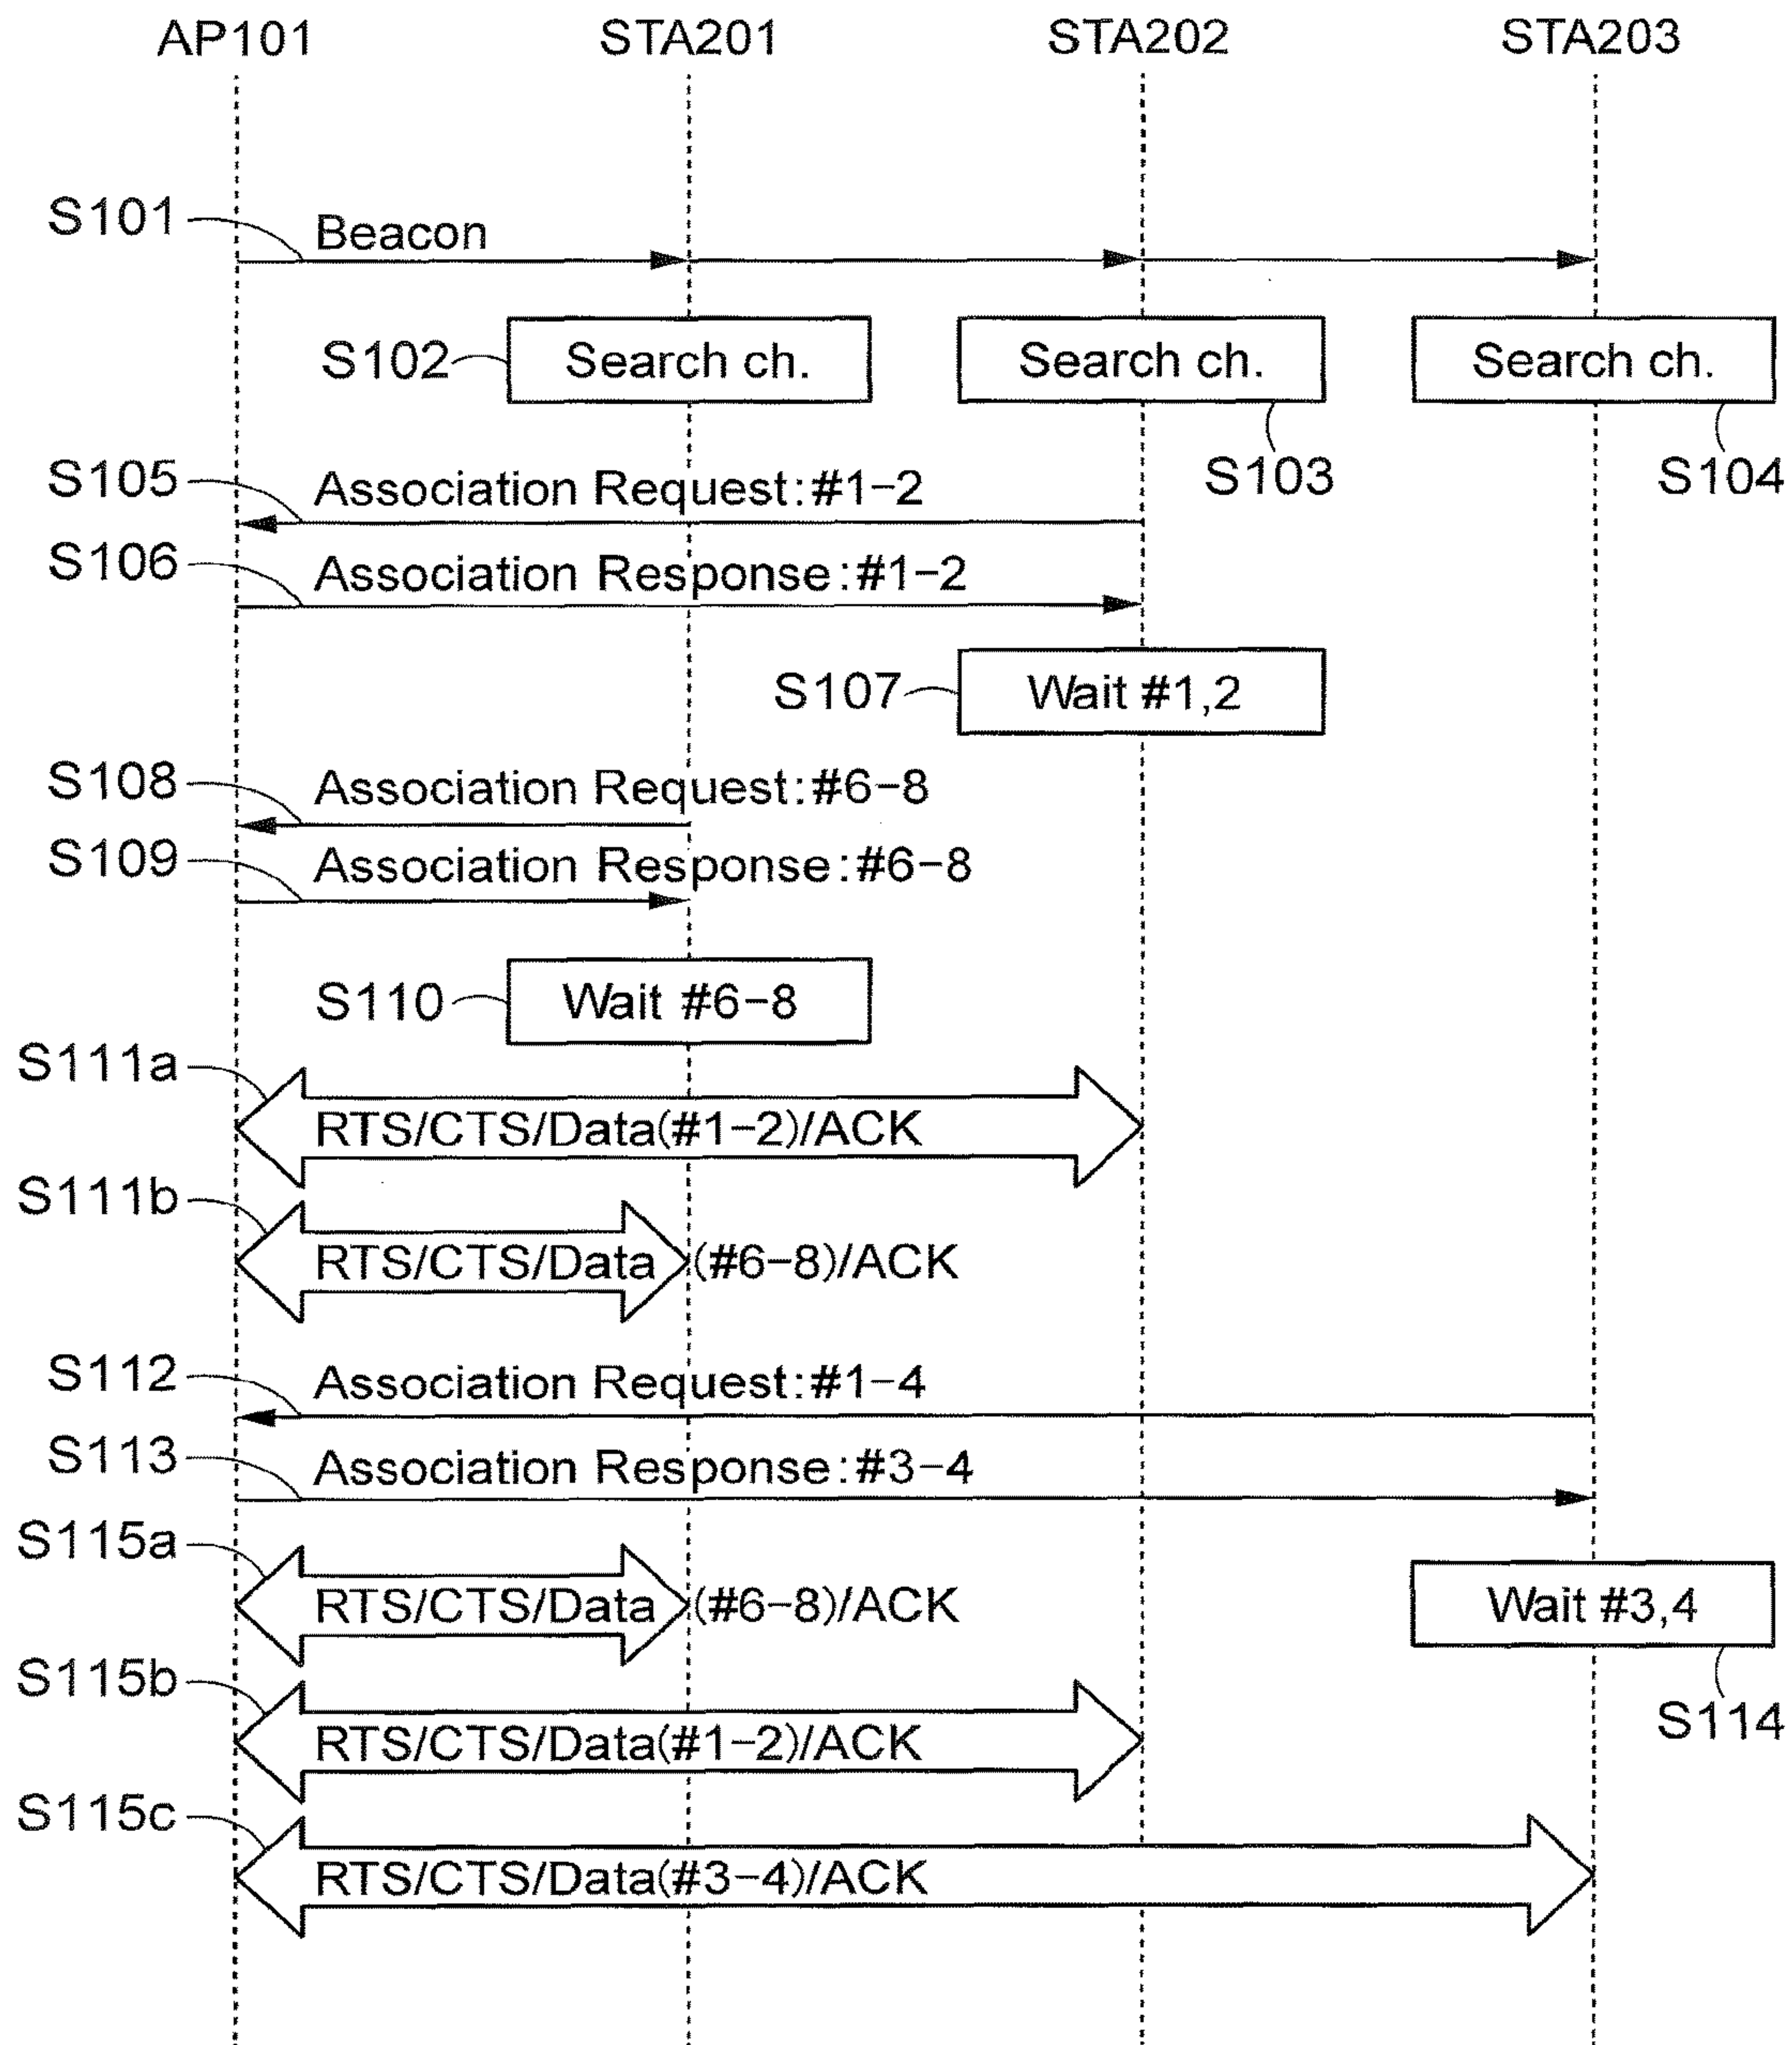 AP101 STA201 STA202 STA203
S101 Beacon
S102 Search ch. Search ch. Search ch.
S103 S104
S105 Association Request:#1-2
S106 Association Response:#1-2
S107 Wait #1,2
S108 Association Request:#6-8
S109 Association Response:#6-8
S110 Wait #6-8
S111a
RTS/CTS/Data(#1-2)/ACK
S111b
RTS/CTS/Data (#6-8)/ACK
S112 Association Request:#1-4
S113 Association Response:#3-4
S115a
RTS/CTS/Data (#6-8)/ACK Wait #3,4
S115b
S114
RTS/CTS/Data(#1-2)/ACK
S115c
RTS/CTS/Data(#3-4)/ACK